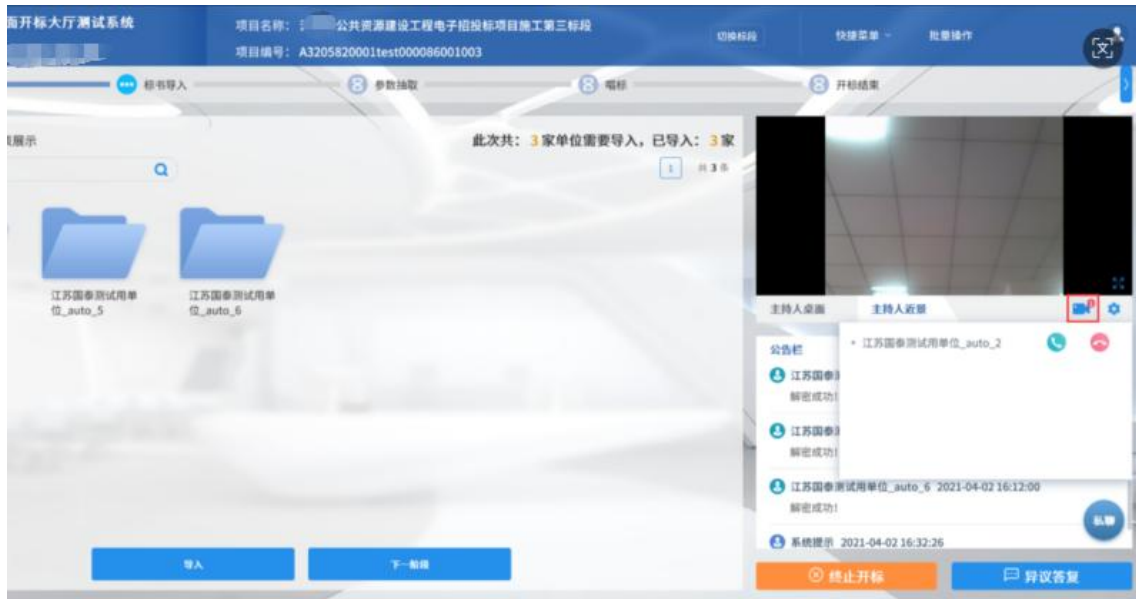 面开标大厅测试系统
项目名称： 公共资源建设工程电子招投标项目施工第三标段
项目编号： A3205820001test000086001003
切换标段
快捷菜单
批量操作
标书导入
参数抽取
唱标
开标结束
展示
此次共： 3 家单位需要导入，已导入： 3 家
1
共 3 条
江苏国泰测试用单
位_auto_5
江苏国泰测试用单
位_auto_6
主持人桌面
主持人近景
公告栏
江苏国泰测试用单位_auto_2
江苏国泰
解密成功!
江苏国泰
解密成功!
江苏国泰测试用单位_auto_6 2021-04-02 16:12:00
解密成功!
私聊
系统提示 2021-04-02 16:32:26
导入
下一阶段
终止开标
异议答复